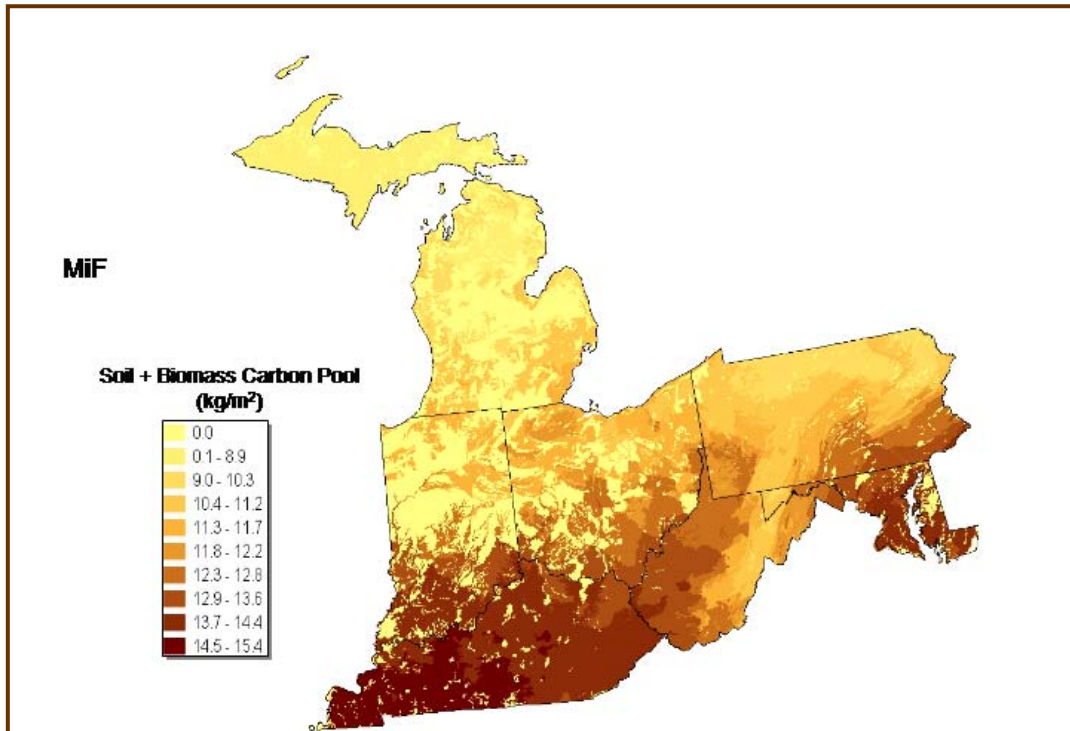 MiF
Soil + Biomass Carbon Pool
(kg/m²)
0.0
0.1 - 8.9
9.0 - 10.3
10.4 - 11.2
11.3 - 11.7
11.8 - 12.2
12.3 - 12.8
12.9 - 13.6
13.7 - 14.4
14.5 - 15.4